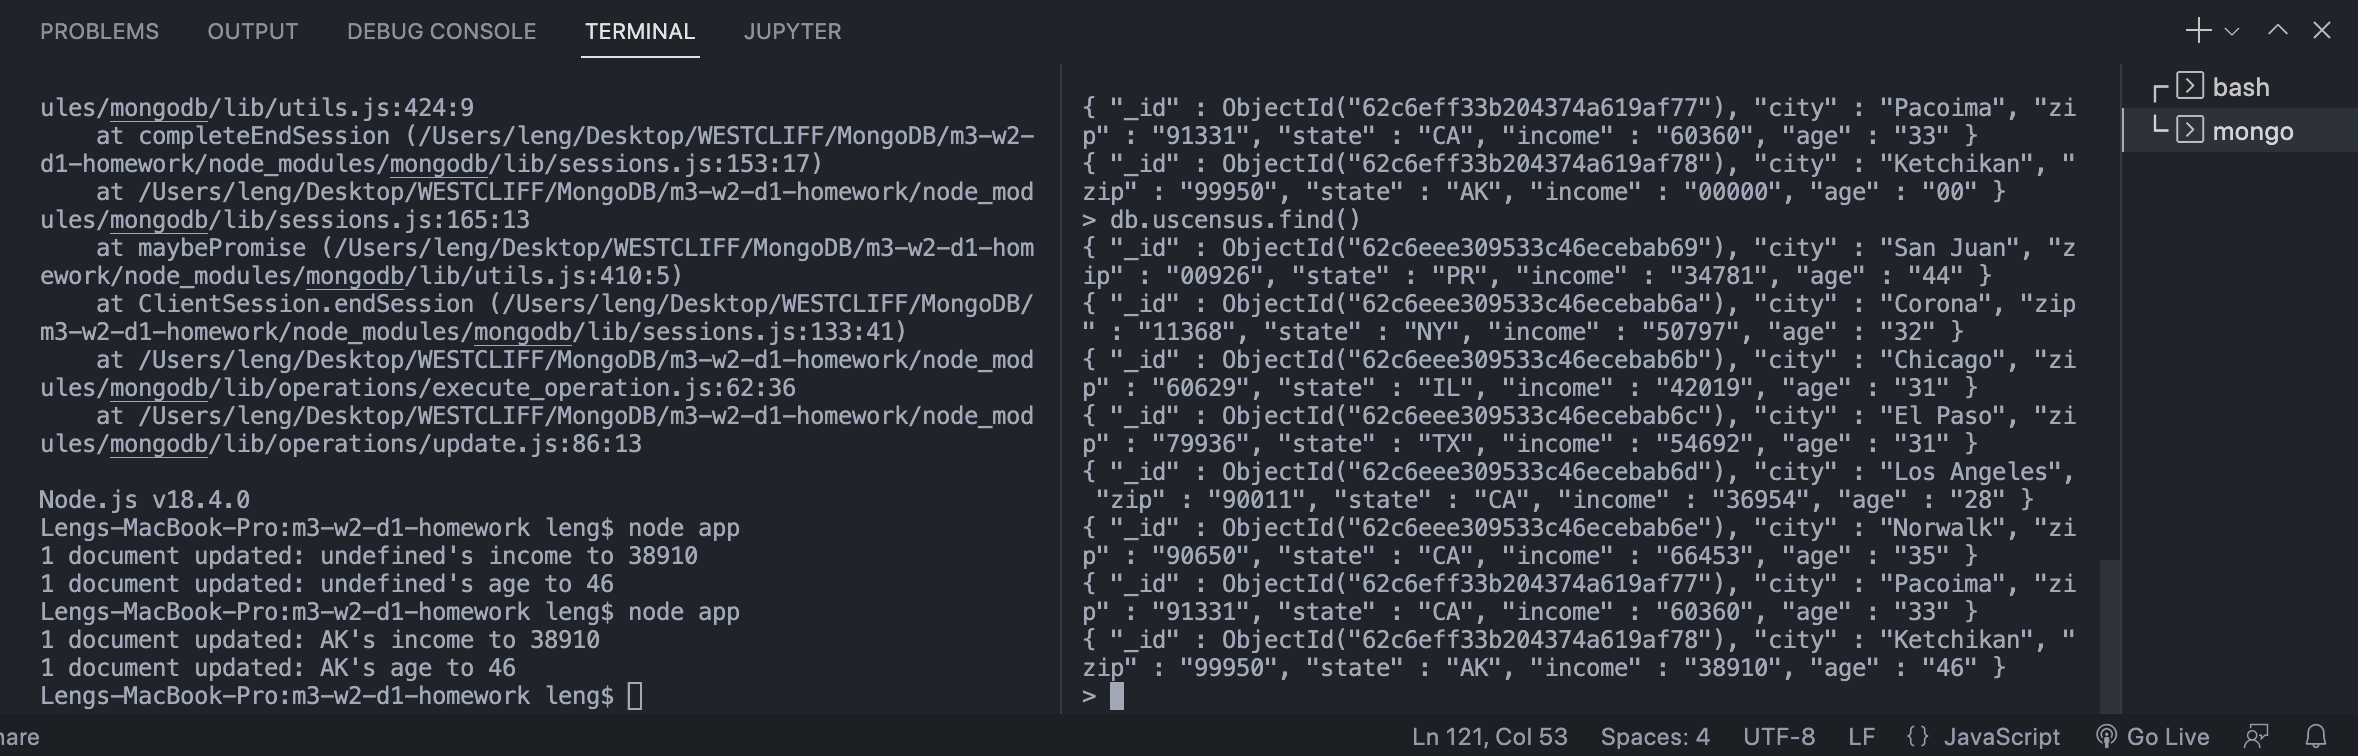 PROBLEMS OUTPUT DEBUG CONSOLE TERMINAL JUPYTER
ules/mongodb/lib/utils.js:424:9
    at completeEndSession (/Users/leng/Desktop/WESTCLIFF/MongoDB/m3-w2-
d1-homework/node_modules/mongodb/lib/sessions.js:153:17)
    at /Users/leng/Desktop/WESTCLIFF/MongoDB/m3-w2-d1-homework/node_mod
ules/mongodb/lib/sessions.js:165:13
    at maybePromise (/Users/leng/Desktop/WESTCLIFF/MongoDB/m3-w2-d1-hom
ework/node_modules/mongodb/lib/utils.js:410:5)
    at ClientSession.endSession (/Users/leng/Desktop/WESTCLIFF/MongoDB/
m3-w2-d1-homework/node_modules/mongodb/lib/sessions.js:133:41)
    at /Users/leng/Desktop/WESTCLIFF/MongoDB/m3-w2-d1-homework/node_mod
ules/mongodb/lib/operations/execute_operation.js:62:36
    at /Users/leng/Desktop/WESTCLIFF/MongoDB/m3-w2-d1-homework/node_mod
ules/mongodb/lib/operations/update.js:86:13
Node.js v18.4.0
Lengs-MacBook-Pro:m3-w2-d1-homework leng$ node app
1 document updated: undefined's income to 38910
1 document updated: undefined's age to 46
Lengs-MacBook-Pro:m3-w2-d1-homework leng$ node app
1 document updated: AK's income to 38910
1 document updated: AK's age to 46
Lengs-MacBook-Pro:m3-w2-d1-homework leng$
{ "_id" : ObjectId("62c6eff33b204374a619af77"), "city" : "Pacoima", "zi
p" : "91331", "state" : "CA", "income" : "60360", "age" : "33" }
{ "_id" : ObjectId("62c6eff33b204374a619af78"), "city" : "Ketchikan", "
zip" : "99950", "state" : "AK", "income" : "00000", "age" : "00" }
> db.uscensus.find()
{ "_id" : ObjectId("62c6eee309533c46ecebab69"), "city" : "San Juan", "z
ip" : "00926", "state" : "PR", "income" : "34781", "age" : "44" }
{ "_id" : ObjectId("62c6eee309533c46ecebab6a"), "city" : "Corona", "zip
" : "11368", "state" : "NY", "income" : "50797", "age" : "32" }
{ "_id" : ObjectId("62c6eee309533c46ecebab6b"), "city" : "Chicago", "zi
p" : "60629", "state" : "IL", "income" : "42019", "age" : "31" }
{ "_id" : ObjectId("62c6eee309533c46ecebab6c"), "city" : "El Paso", "zi
p" : "79936", "state" : "TX", "income" : "54692", "age" : "31" }
{ "_id" : ObjectId("62c6eee309533c46ecebab6d"), "city" : "Los Angeles",
 "zip" : "90011", "state" : "CA", "income" : "36954", "age" : "28" }
{ "_id" : ObjectId("62c6eee309533c46ecebab6e"), "city" : "Norwalk", "zi
p" : "90650", "state" : "CA", "income" : "66453", "age" : "35" }
{ "_id" : ObjectId("62c6eff33b204374a619af77"), "city" : "Pacoima", "zi
p" : "91331", "state" : "CA", "income" : "60360", "age" : "33" }
{ "_id" : ObjectId("62c6eff33b204374a619af78"), "city" : "Ketchikan", "
zip" : "99950", "state" : "AK", "income" : "38910", "age" : "46" }
>
bash
mongo
hare Ln 121, Col 53 Spaces: 4 UTF-8 LF {} JavaScript Go Live